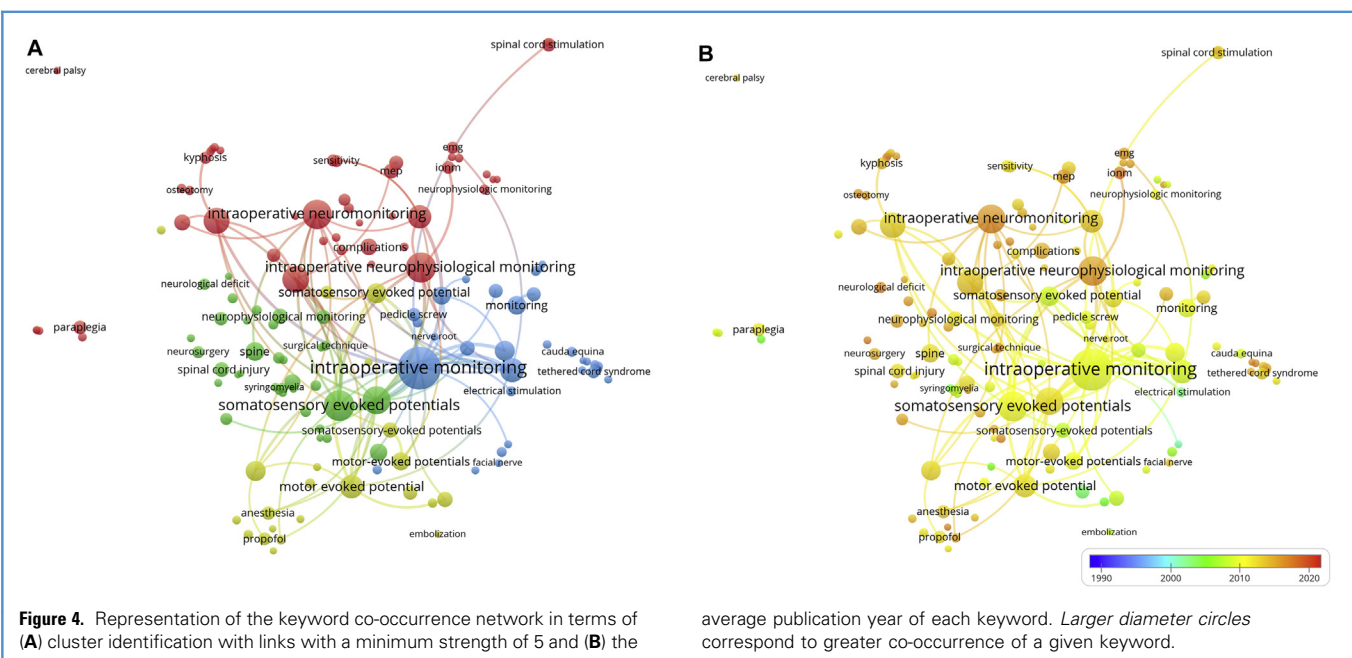 A
spinal cord stimulation
cerebral palsy
emg
kyphosis
sensitivity
mep
ionm
osteotomy
neurophysiologic monitoring
intraoperative neuromonitoring
complications
intraoperative neurophysiological monitoring
neurological deficit
somatosensory evoked potential
monitoring
neurophysiological monitoring
pedicle screw
paraplegia
nerve root
surgical technique
neurosurgery
spine
cauda equina
spinal cord injury
intraoperative monitoring
tethered cord syndrome
syringomyelia
electrical stimulation
somatosensory evoked potentials
somatosensory-evoked potentials
motor-evoked potentials
facial nerve
motor evoked potential
anesthesia
propofol
embolization
B
spinal cord stimulation
cerebral palsy
emg
kyphosis
sensitivity
mep
ionm
osteotomy
neurophysiologic monitoring
intraoperative neuromonitoring
complications
intraoperative neurophysiological monitoring
neurological deficit
somatosensory evoked potential
monitoring
neurophysiological monitoring
pedicle screw
paraplegia
nerve root
surgical technique
neurosurgery
spine
cauda equina
spinal cord injury
intraoperative monitoring
tethered cord syndrome
syringomyelia
electrical stimulation
somatosensory evoked potentials
somatosensory-evoked potentials
motor-evoked potentials
facial nerve
motor evoked potential
anesthesia
propofol
embolization
1990 2000 2010 2020
Figure 4. Representation of the keyword co-occurrence network in terms of
(A) cluster identification with links with a minimum strength of 5 and (B) the
average publication year of each keyword. Larger diameter circles
correspond to greater co-occurrence of a given keyword.